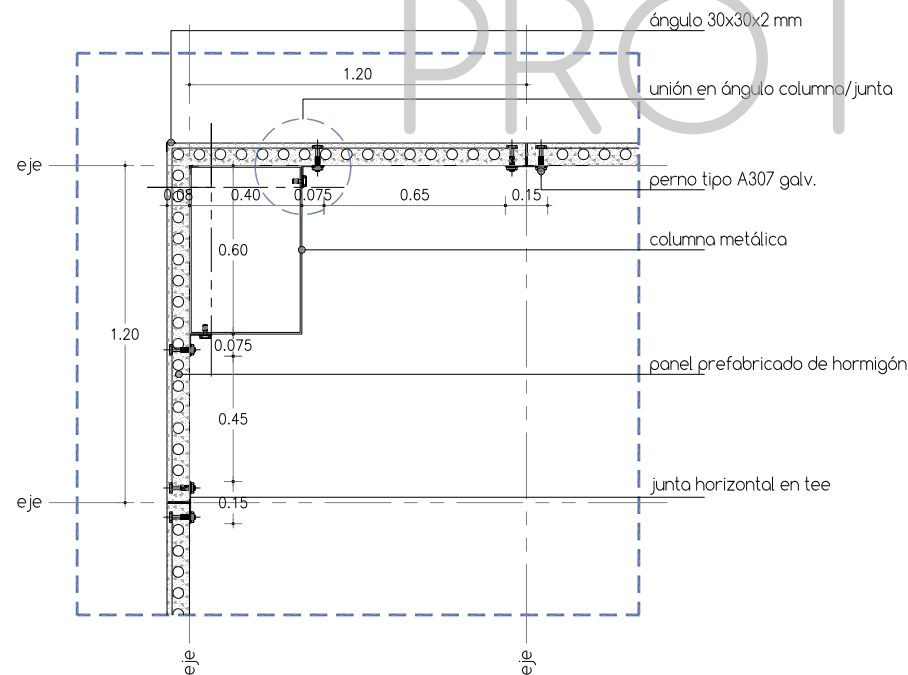 PROT
ángulo 30x30x2 mm
1.20
unión en ángulo columna/junta
eje
perno tipo A307 galv.
0.08 0.40 0.075 0.65 0.15
columna metálica
0.60
1.20
0.075
panel prefabricado de hormigón
0.45
junta horizontal en tee
eje
0.15
eje
eje